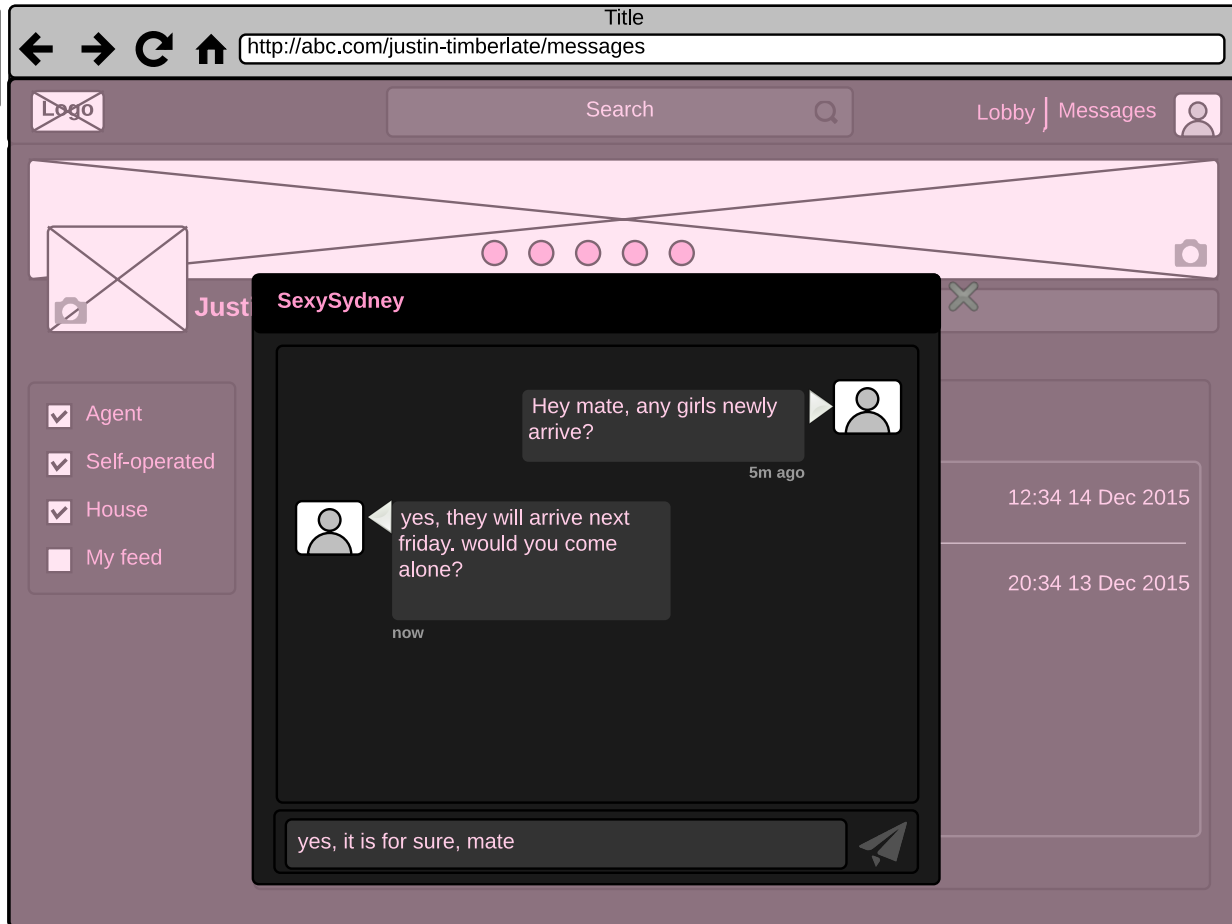 Title
http://abc.com/justin-timberlate/messages
Logo
Search
Lobby
Messages
SexySydney
Agent
Self-operated
House
My feed
Hey mate, any girls newly
arrive?
5m ago
yes, they will arrive next
friday. would you come
alone?
now
12:34 14 Dec 2015
20:34 13 Dec 2015
yes, it is for sure, mate